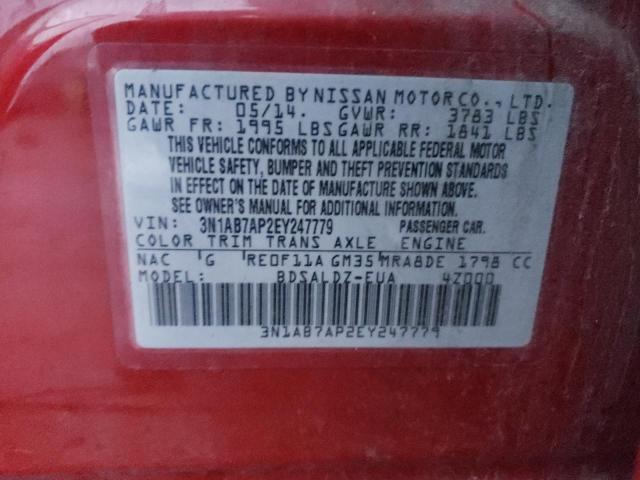 MANUFACTURED BY NISSAN MOTOR CO., LTD.
DATE: 05/14. GVWR: 3783 LBS
GAWR FR: 1995 LBS GAWR RR: 1841 LBS
THIS VEHICLE CONFORMS TO ALL APPLICABLE FEDERAL MOTOR
VEHICLE SAFETY, BUMPER AND THEFT PREVENTION STANDARDS
IN EFFECT ON THE DATE OF MANUFACTURE SHOWN ABOVE.
SEE OWNER'S MANUAL FOR ADDITIONAL INFORMATION.
VIN: 3N1AB7AP2EY247779 PASSENGER CAR.
COLOR TRIM TRANS AXLE ENGINE
NAC G RE0F11A GM35 MRA8DE 1798 CC
MODEL: BDSALDZ-EUA 4Z000
3N1AB7AP2EY247779